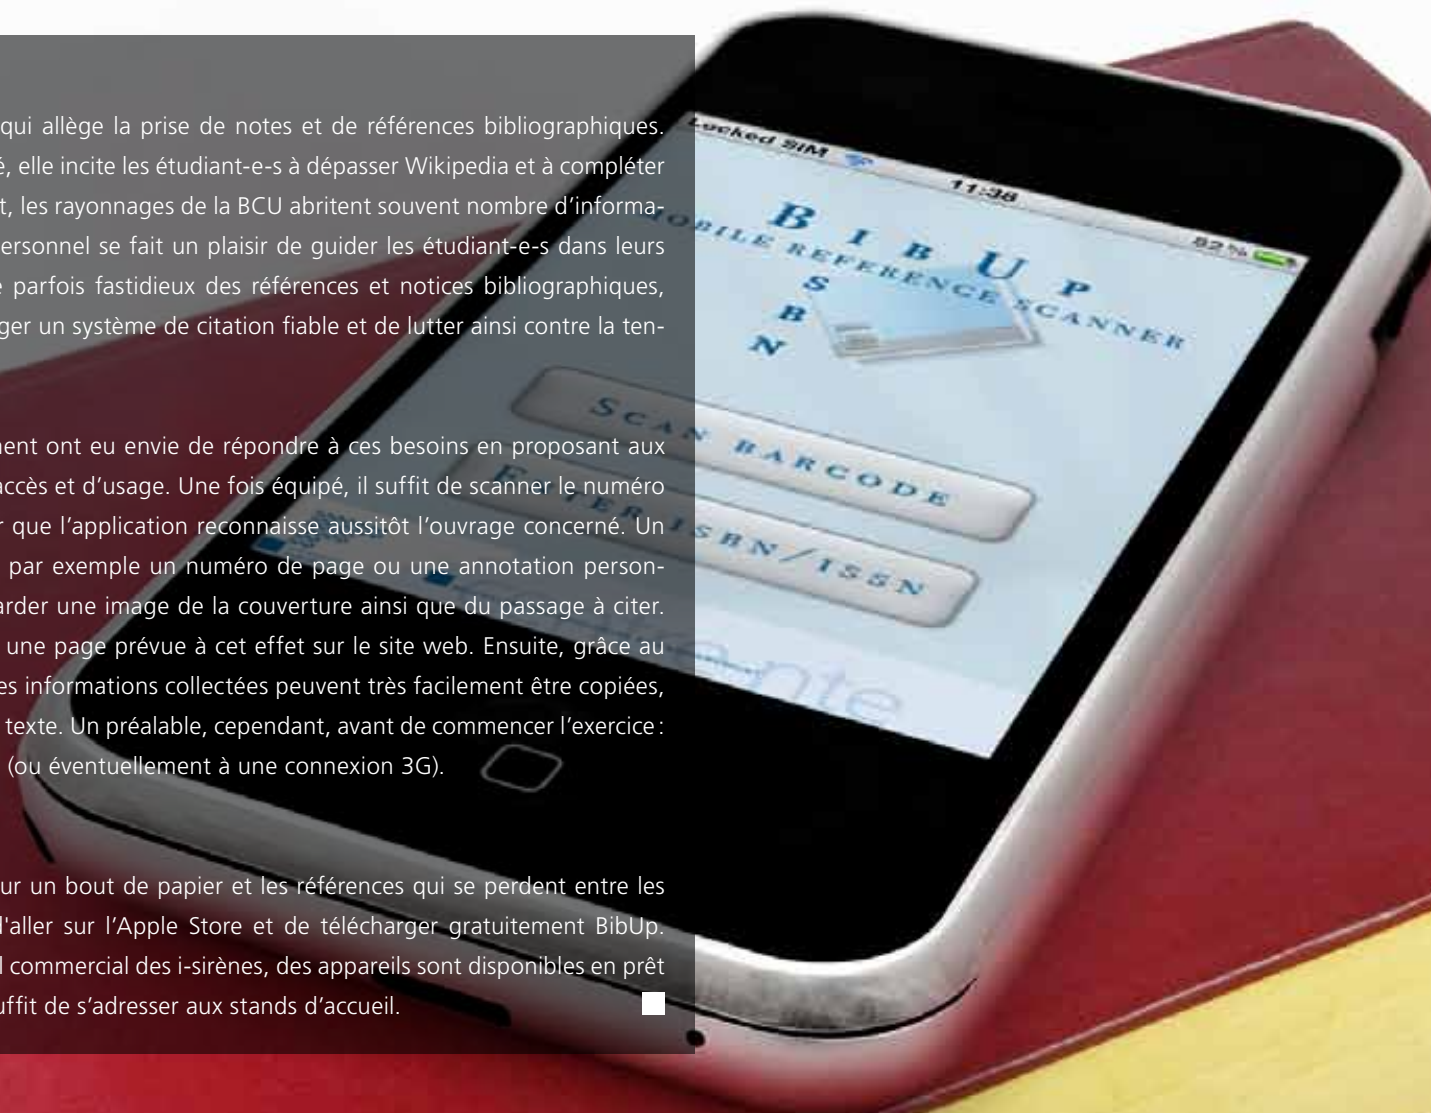 qui allège la prise de notes et de références bibliographiques.
é, elle incite les étudiant-e-s à dépasser Wikipedia et à compléter
t, les rayonnages de la BCU abritent souvent nombre d’informa-
ersonnel se fait un plaisir de guider les étudiant-e-s dans leurs
e parfois fastidieux des références et notices bibliographiques,
ger un système de citation fiable et de lutter ainsi contre la ten-
ment ont eu envie de répondre à ces besoins en proposant aux
accès et d’usage. Une fois équipé, il suffit de scanner le numéro
r que l’application reconnaisse aussitôt l’ouvrage concerné. Un
par exemple un numéro de page ou une annotation person-
arder une image de la couverture ainsi que du passage à citer.
une page prévue à cet effet sur le site web. Ensuite, grâce au
es informations collectées peuvent très facilement être copiées,
texte. Un préalable, cependant, avant de commencer l’exercice :
(ou éventuellement à une connexion 3G).
ur un bout de papier et les références qui se perdent entre les
d'aller sur l’Apple Store et de télécharger gratuitement BibUp.
l commercial des i-sirènes, des appareils sont disponibles en prêt
uffit de s’adresser aux stands d’accueil.
Locked SIM 11:38 82%
BIBUP
MOBILE REFERENCE SCANNER
S
B
N
SCAN BARCODE
ENTER ISBN/ISSN